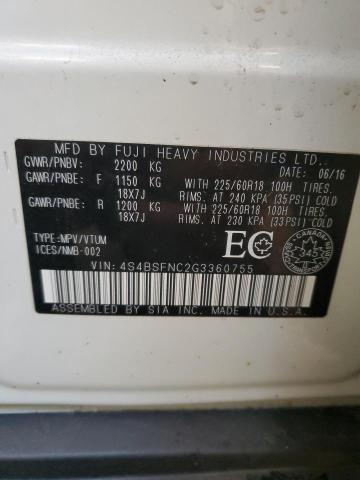 MFD BY FUJI HEAVY INDUSTRIES LTD.
GVWR/PNBV: 2200 KG DATE: 06/16
GAWR/PNBE: F 1150 KG WITH 225/60R18 100H TIRES.
18X7J RIMS. AT 240 KPA (35PSI) COLD
GAWR/PNBE: R 1200 KG WITH 225/60R18 100H TIRES.
18X7J RIMS. AT 230 KPA (33PSI) COLD
TYPE:MPV/VTUM
ICES/NMB-002
EC
CANADA
345
VIN: 4S4BSFNC2G3360755
ASSEMBLED BY SIA INC. MADE IN U.S.A.